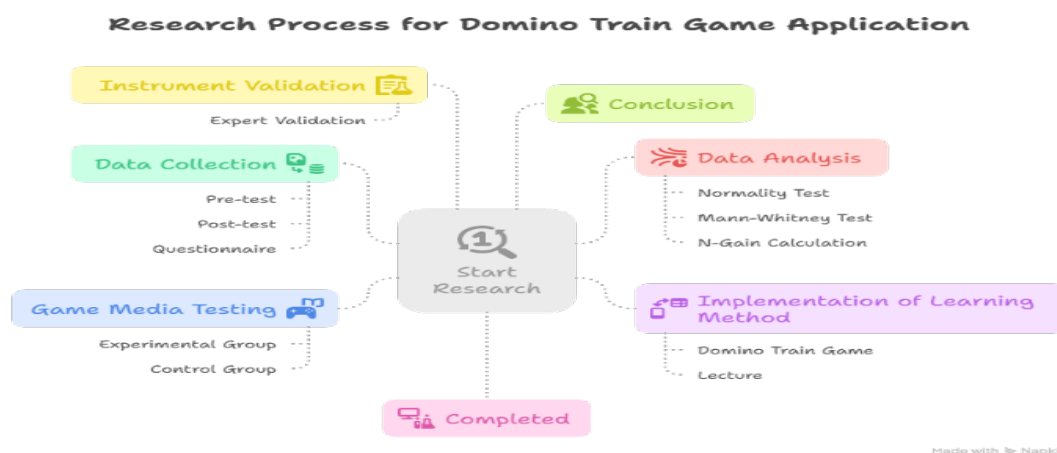 Research Process for Domino Train Game Application
Instrument Validation
Expert Validation
Data Collection
Pre-test
Post-test
Questionnaire
Game Media Testing
Experimental Group
Control Group
1
Start
Research
Conclusion
Data Analysis
Normality Test
Mann-Whitney Test
N-Gain Calculation
Implementation of Learning
Method
Domino Train Game
Lecture
Completed
Made with